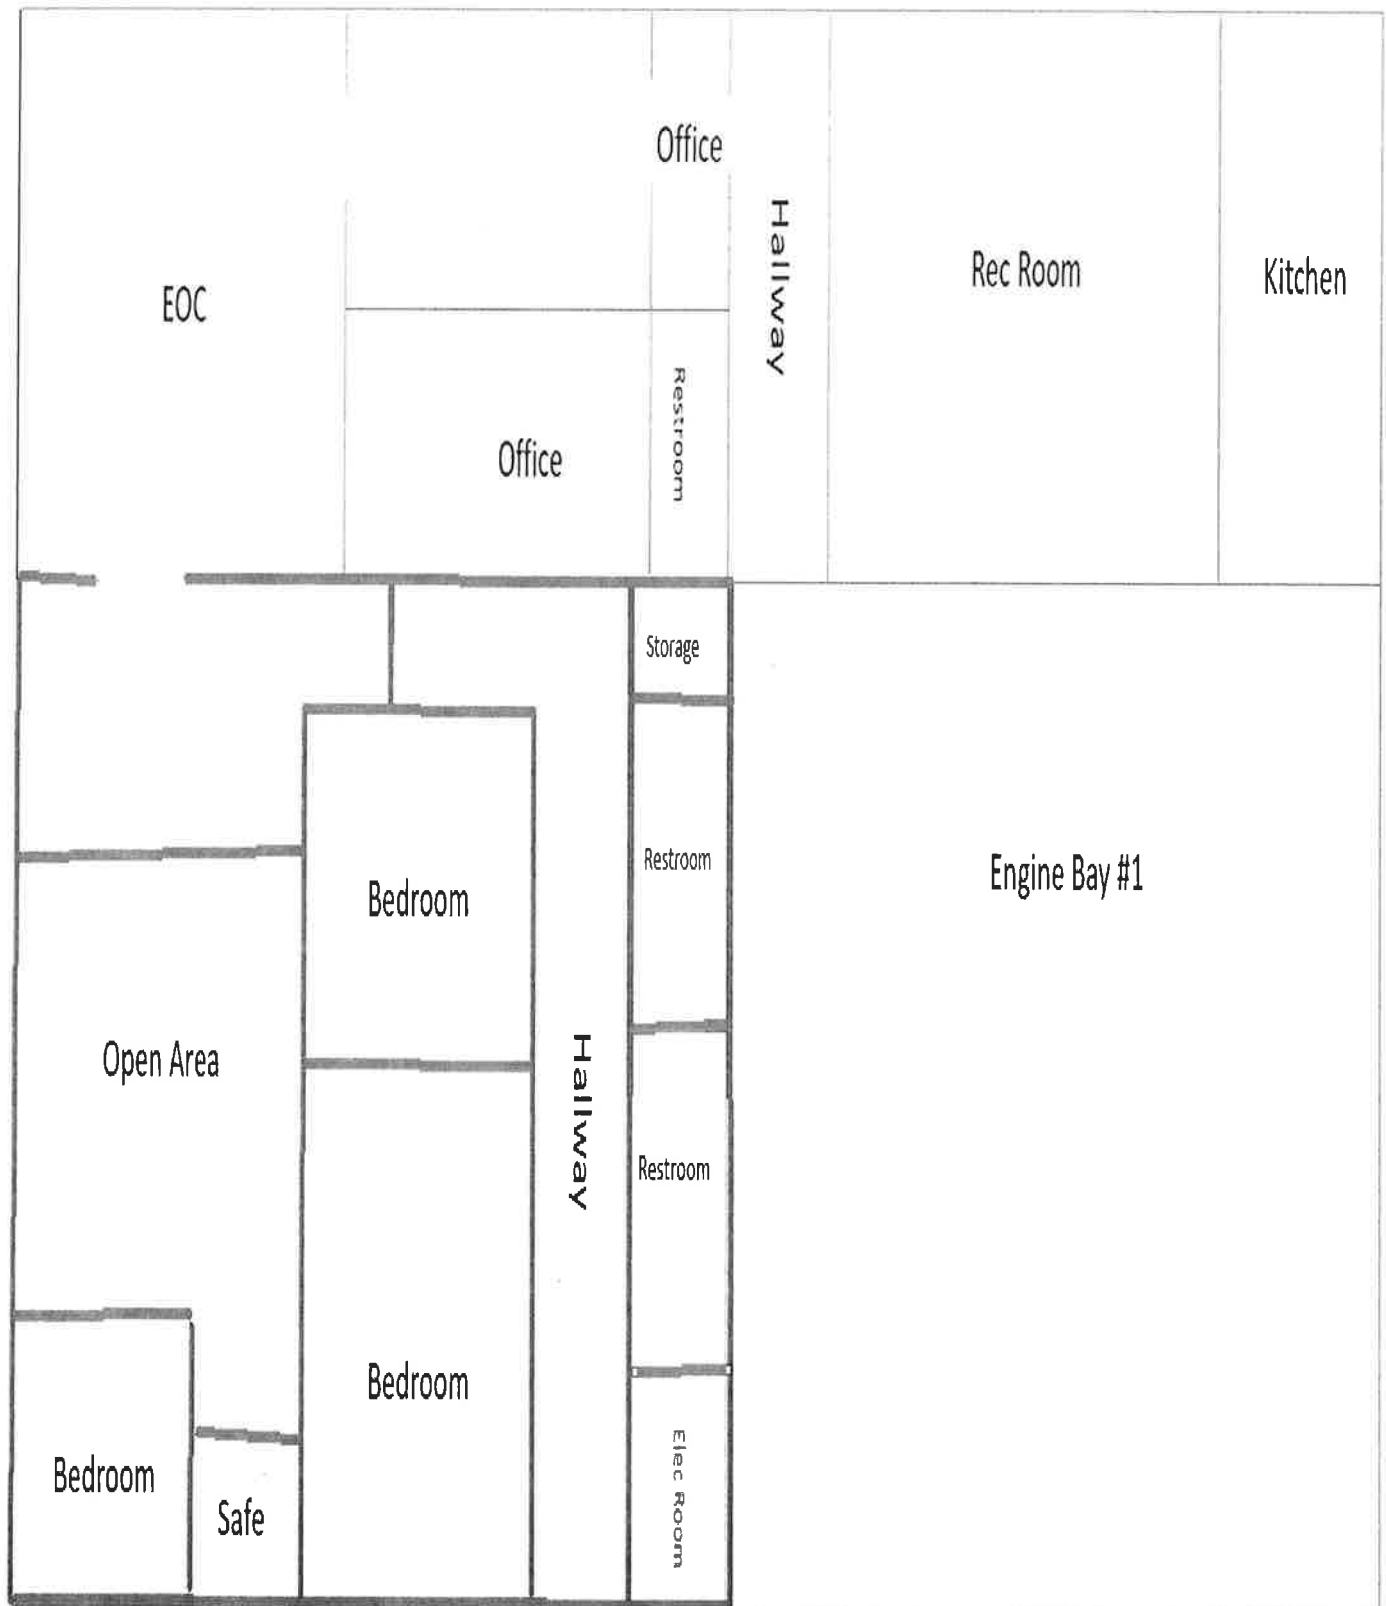 Office
Hallway
Rec Room
Kitchen
EOC
Restroom
Office
Storage
Restroom
Engine Bay #1
Bedroom
Open Area
Hallway
Restroom
Bedroom
Bedroom
Safe
Elec Room